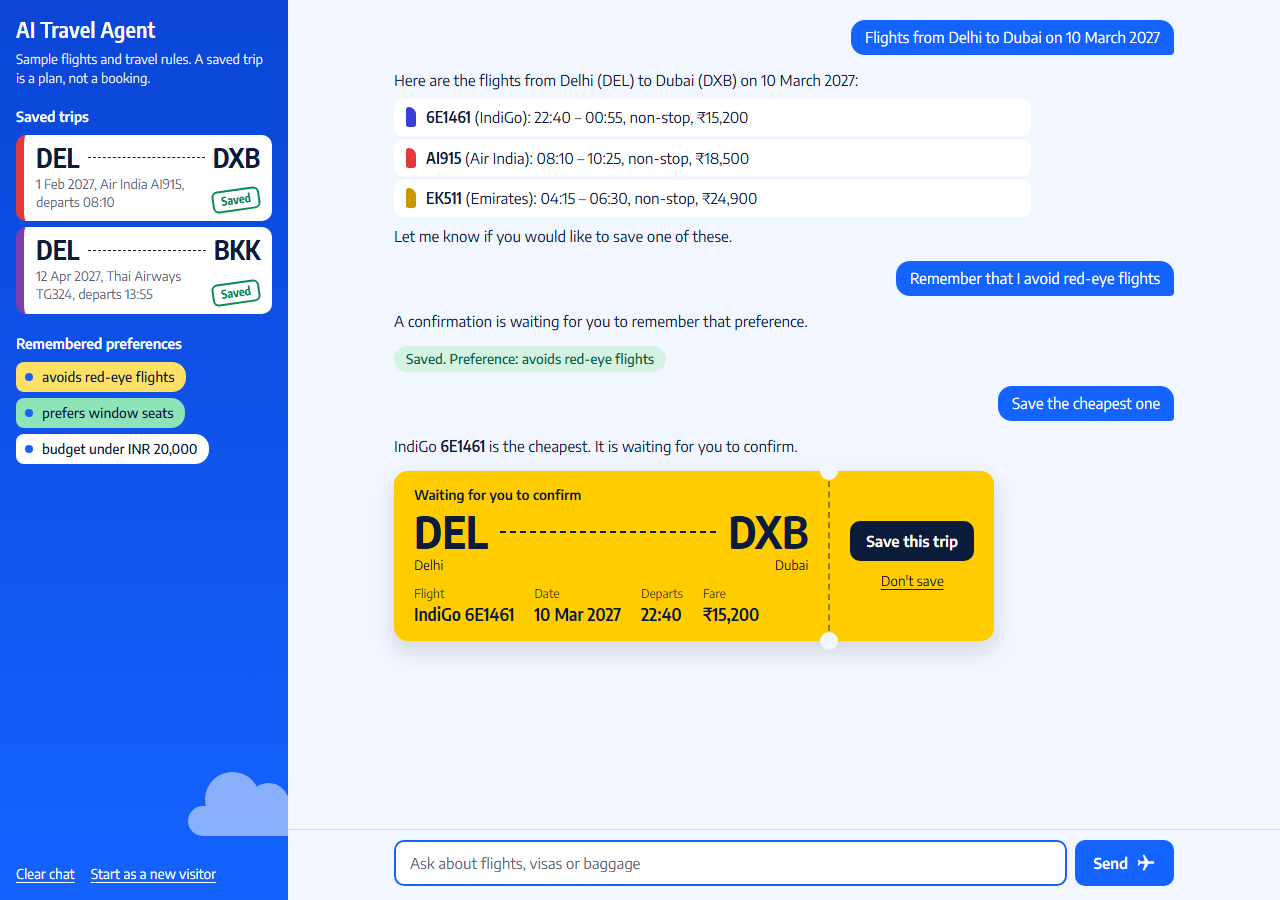 AI Travel Agent
Sample flights and travel rules. A saved trip
is a plan, not a booking.
Saved trips
DEL DXB
1 Feb 2027, Air India AI915,
departs 08:10
Saved
DEL BKK
12 Apr 2027, Thai Airways
TG324, departs 13:55
Saved
Remembered preferences
avoids red-eye flights
prefers window seats
budget under INR 20,000
Clear chat Start as a new visitor
Flights from Delhi to Dubai on 10 March 2027
Here are the flights from Delhi (DEL) to Dubai (DXB) on 10 March 2027:
6E1461 (IndiGo): 22:40 – 00:55, non-stop, ₹15,200
AI915 (Air India): 08:10 – 10:25, non-stop, ₹18,500
EK511 (Emirates): 04:15 – 06:30, non-stop, ₹24,900
Let me know if you would like to save one of these.
Remember that I avoid red-eye flights
A confirmation is waiting for you to remember that preference.
Saved. Preference: avoids red-eye flights
Save the cheapest one
IndiGo 6E1461 is the cheapest. It is waiting for you to confirm.
Waiting for you to confirm
DEL DXB
Delhi Dubai
Flight Date Departs Fare
IndiGo 6E1461 10 Mar 2027 22:40 ₹15,200
Save this trip
Don't save
Ask about flights, visas or baggage
Send